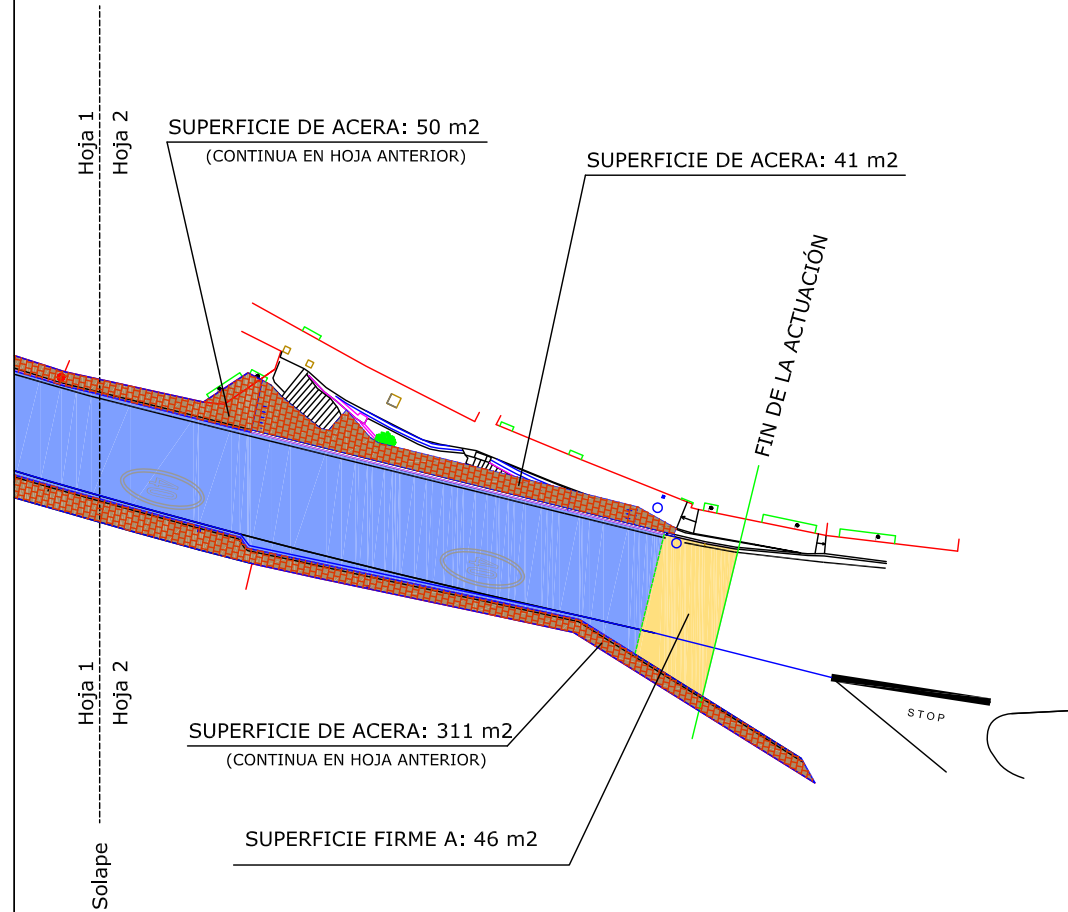 Hoja 1
Hoja 2
SUPERFICIE DE ACERA: 50 m2
(CONTINUA EN HOJA ANTERIOR)
SUPERFICIE DE ACERA: 41 m2
FIN DE LA ACTUACIÓN
Hoja 1
Hoja 2
SUPERFICIE DE ACERA: 311 m2
(CONTINUA EN HOJA ANTERIOR)
STOP
SUPERFICIE FIRME A: 46 m2
Solape